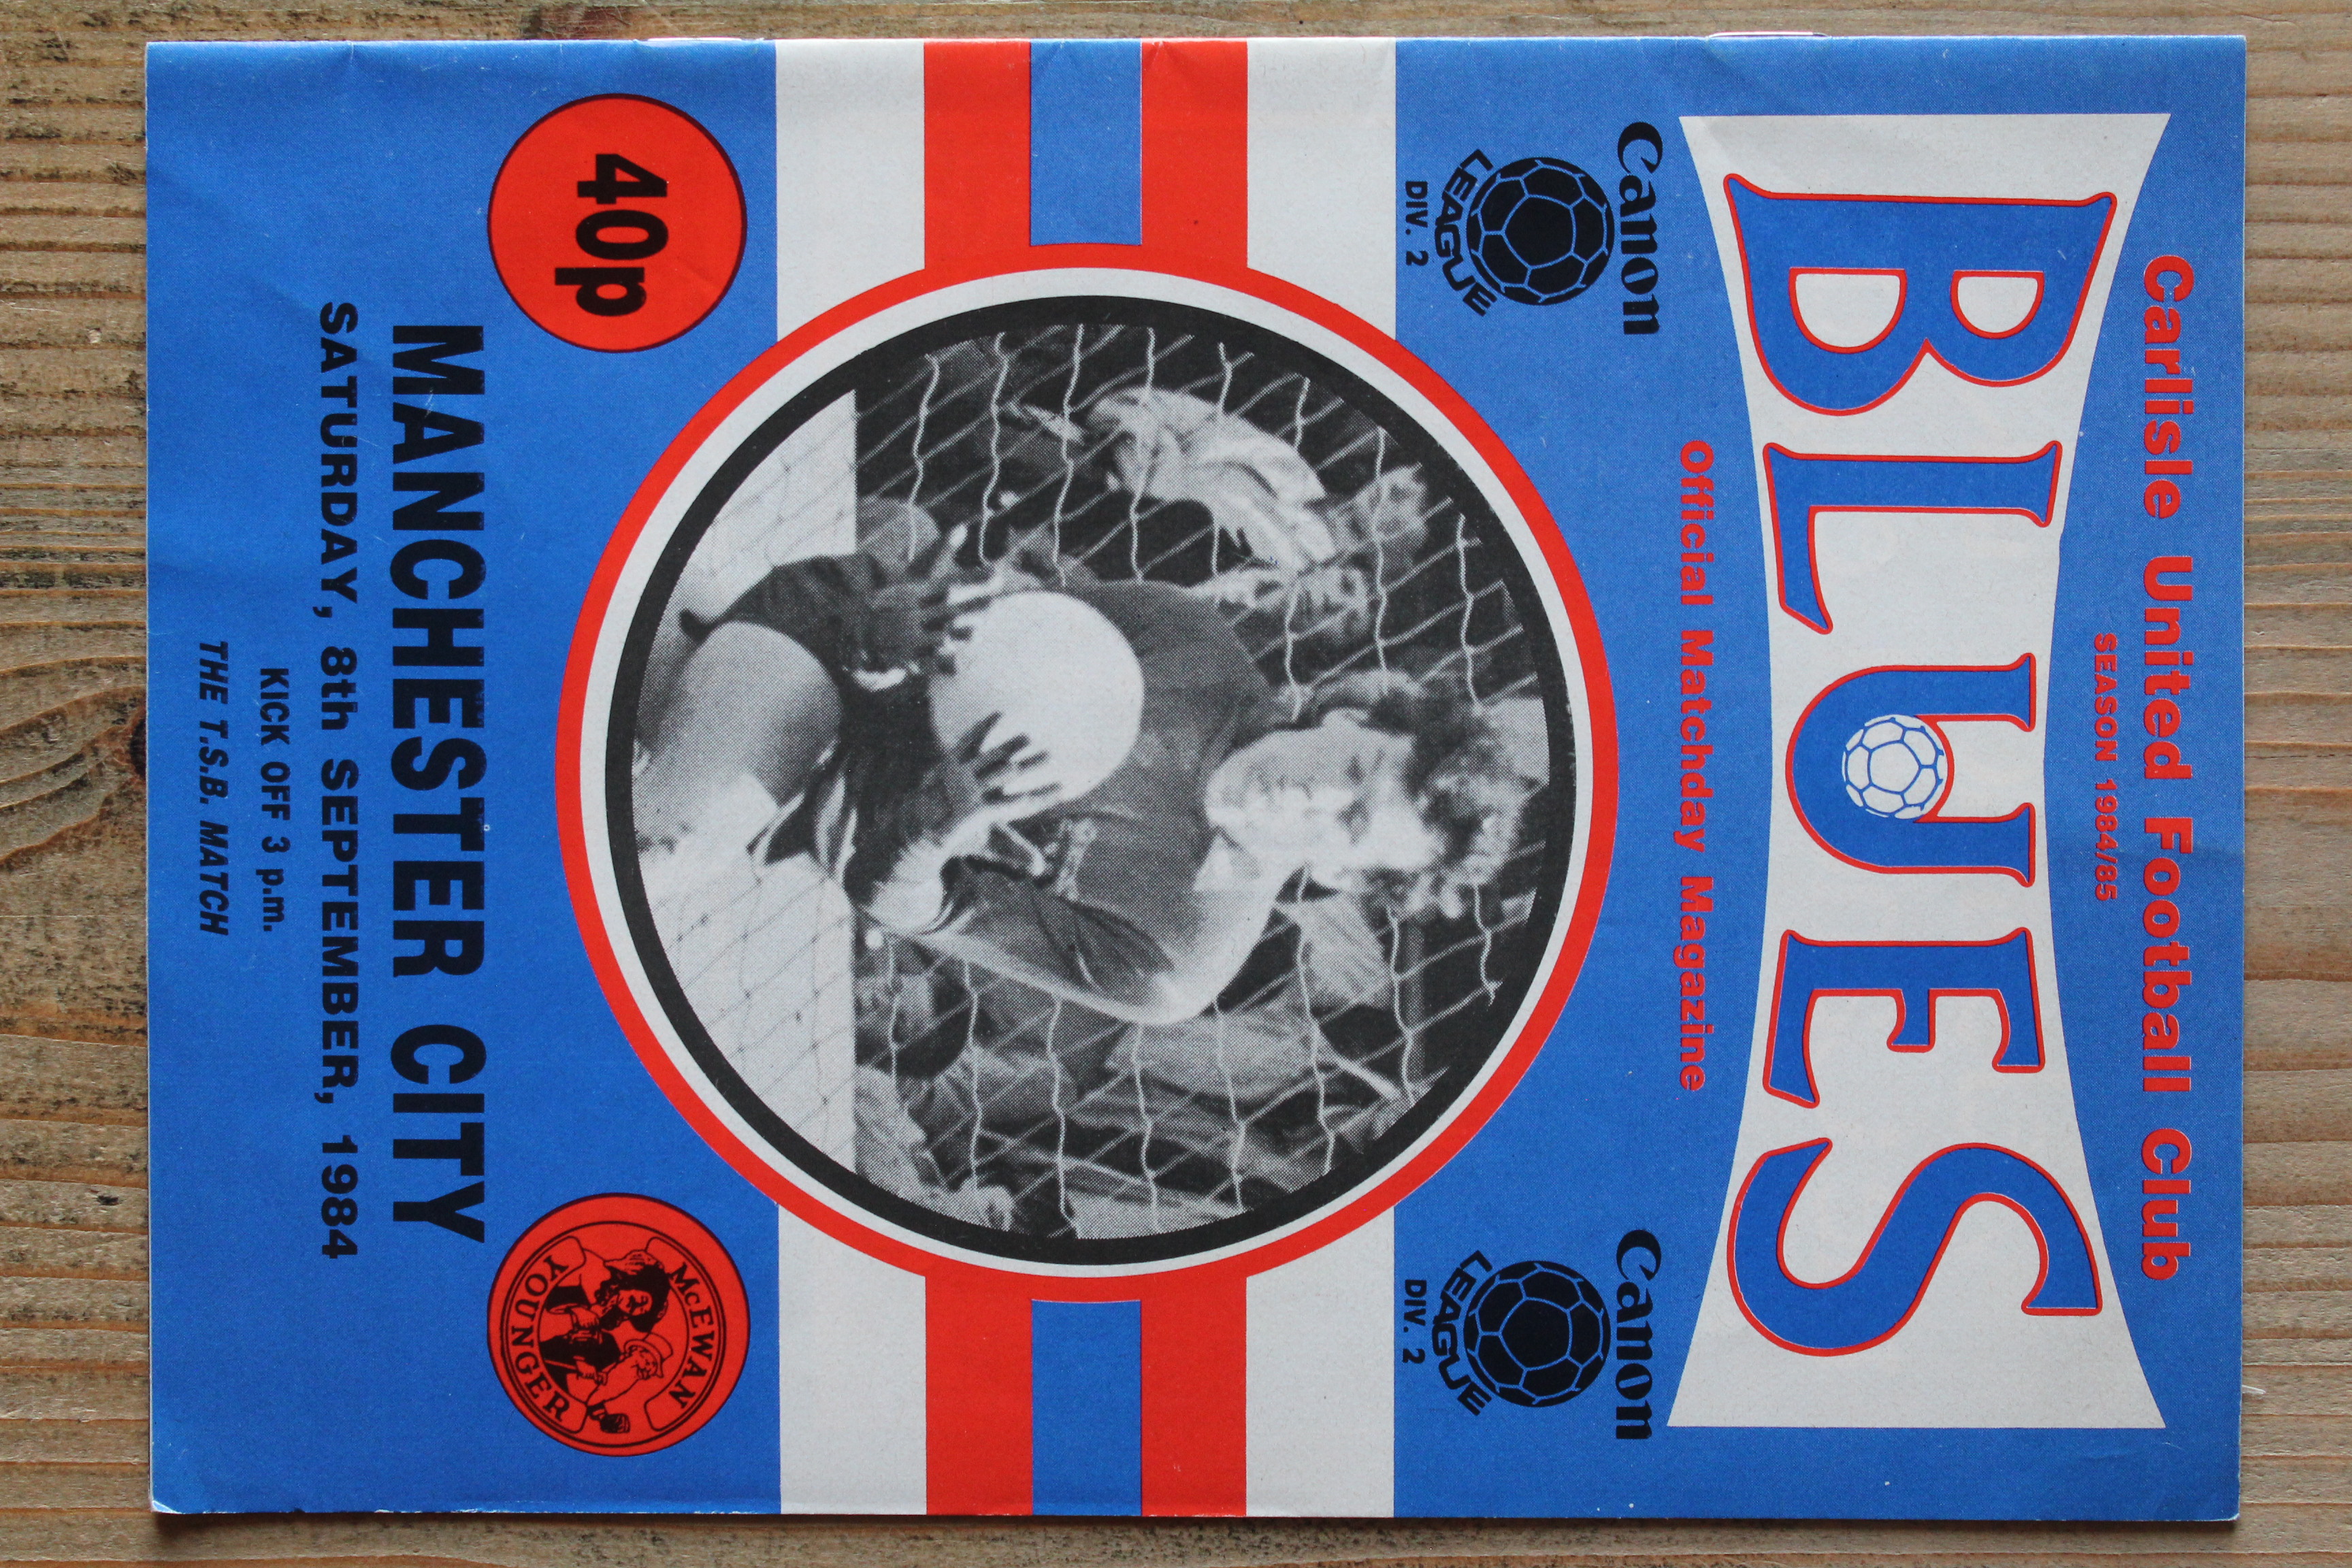 Carlisle United Football Club
SEASON 1984/85
BLUES
Official Matchday Magazine
Canon
LEAGUE
DIV. 2
Canon
LEAGUE
DIV. 2
40p
McEWAN
YOUNGER
MANCHESTER CITY
SATURDAY, 8th SEPTEMBER, 1984
KICK OFF 3 p.m.
THE T.S.B. MATCH